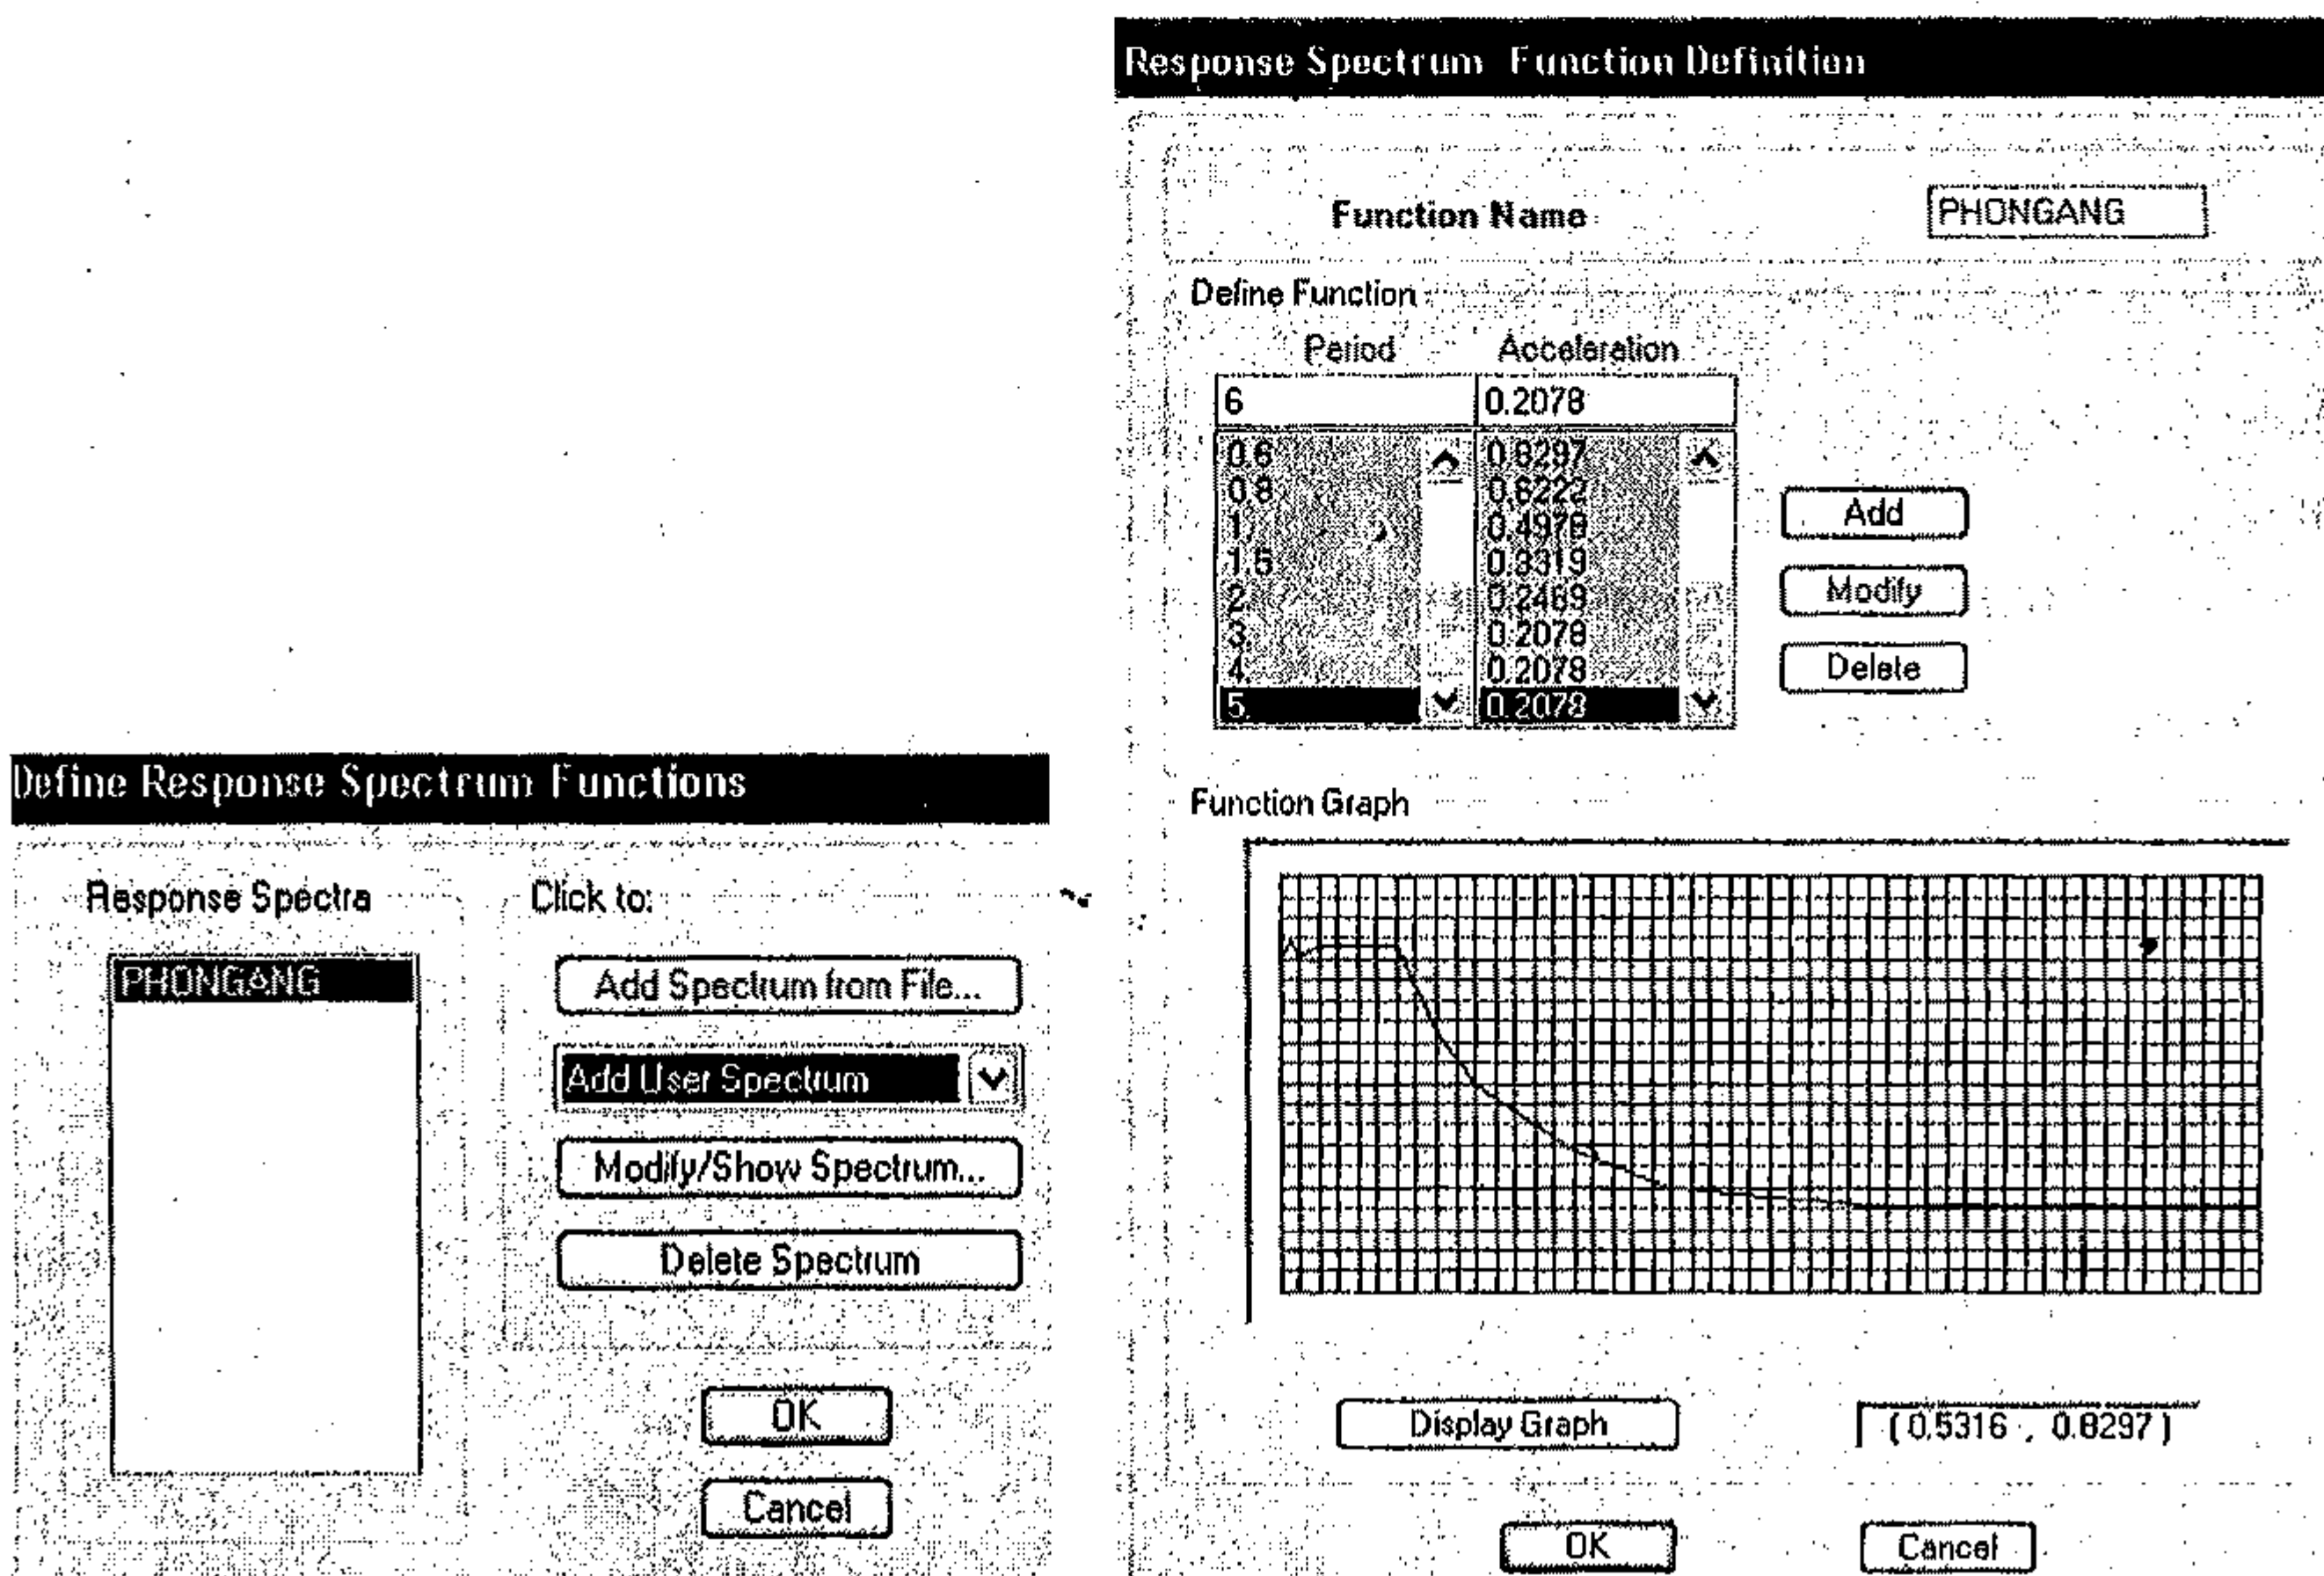 Define Response Spectrum Functions
Response Spectra
PHONGANG
Click to:
Add Spectrum from File...
Add User Spectrum
Modify/Show Spectrum...
Delete Spectrum
OK
Cancel
Response Spectrum Function Definition
Function Name PHONGANG
Define Function
Period Acceleration
6 0.2078
0.6 0.8297
0.8 0.6222
1. 0.4978
1.5 0.3319
2. 0.2469
3. 0.2078
4. 0.2078
5. 0.2078
Add
Modify
Delete
Function Graph
Display Graph (0.5316 , 0.8297)
OK Cancel